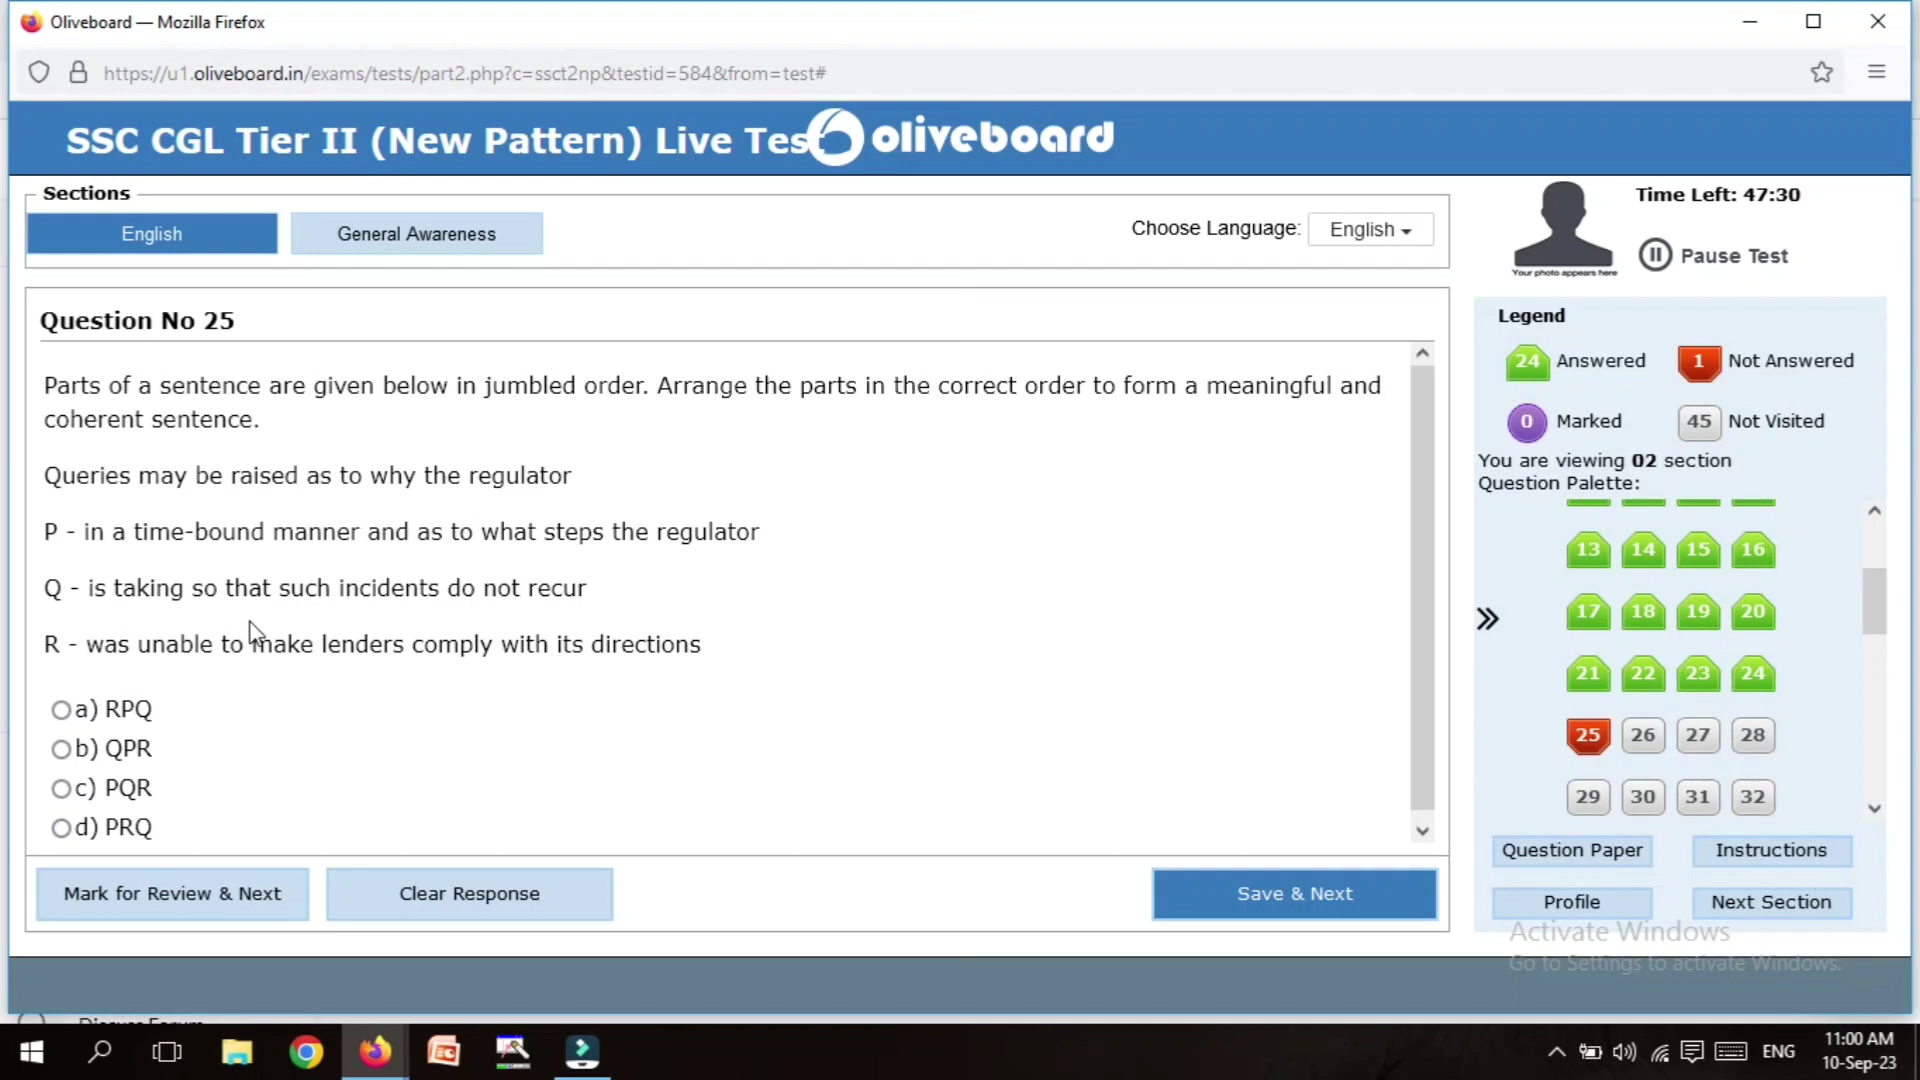 Oliveboard — Mozilla Firefox
https://u1.oliveboard.in/exams/tests/part2.php?c=ssct2np&testid=584&from=test#
SSC CGL Tier II (New Pattern) Live Tes
oliveboard
Sections
English
General Awareness
Choose Language:
English
Your photo appears here
Time Left: 47:30
Pause Test
Question No 25
Parts of a sentence are given below in jumbled order. Arrange the parts in the correct order to form a meaningful and
coherent sentence.
Queries may be raised as to why the regulator
P - in a time-bound manner and as to what steps the regulator
Q - is taking so that such incidents do not recur
R - was unable to make lenders comply with its directions
a) RPQ
b) QPR
c) PQR
d) PRQ
Mark for Review & Next
Clear Response
Save & Next
Legend
24 Answered
1 Not Answered
0 Marked
45 Not Visited
You are viewing 02 section
Question Palette:
13 14 15 16
17 18 19 20
21 22 23 24
25 26 27 28
29 30 31 32
Question Paper
Instructions
Profile
Next Section
Activate Windows
Go to Settings to activate Windows.
ENG
11:00 AM
10-Sep-23